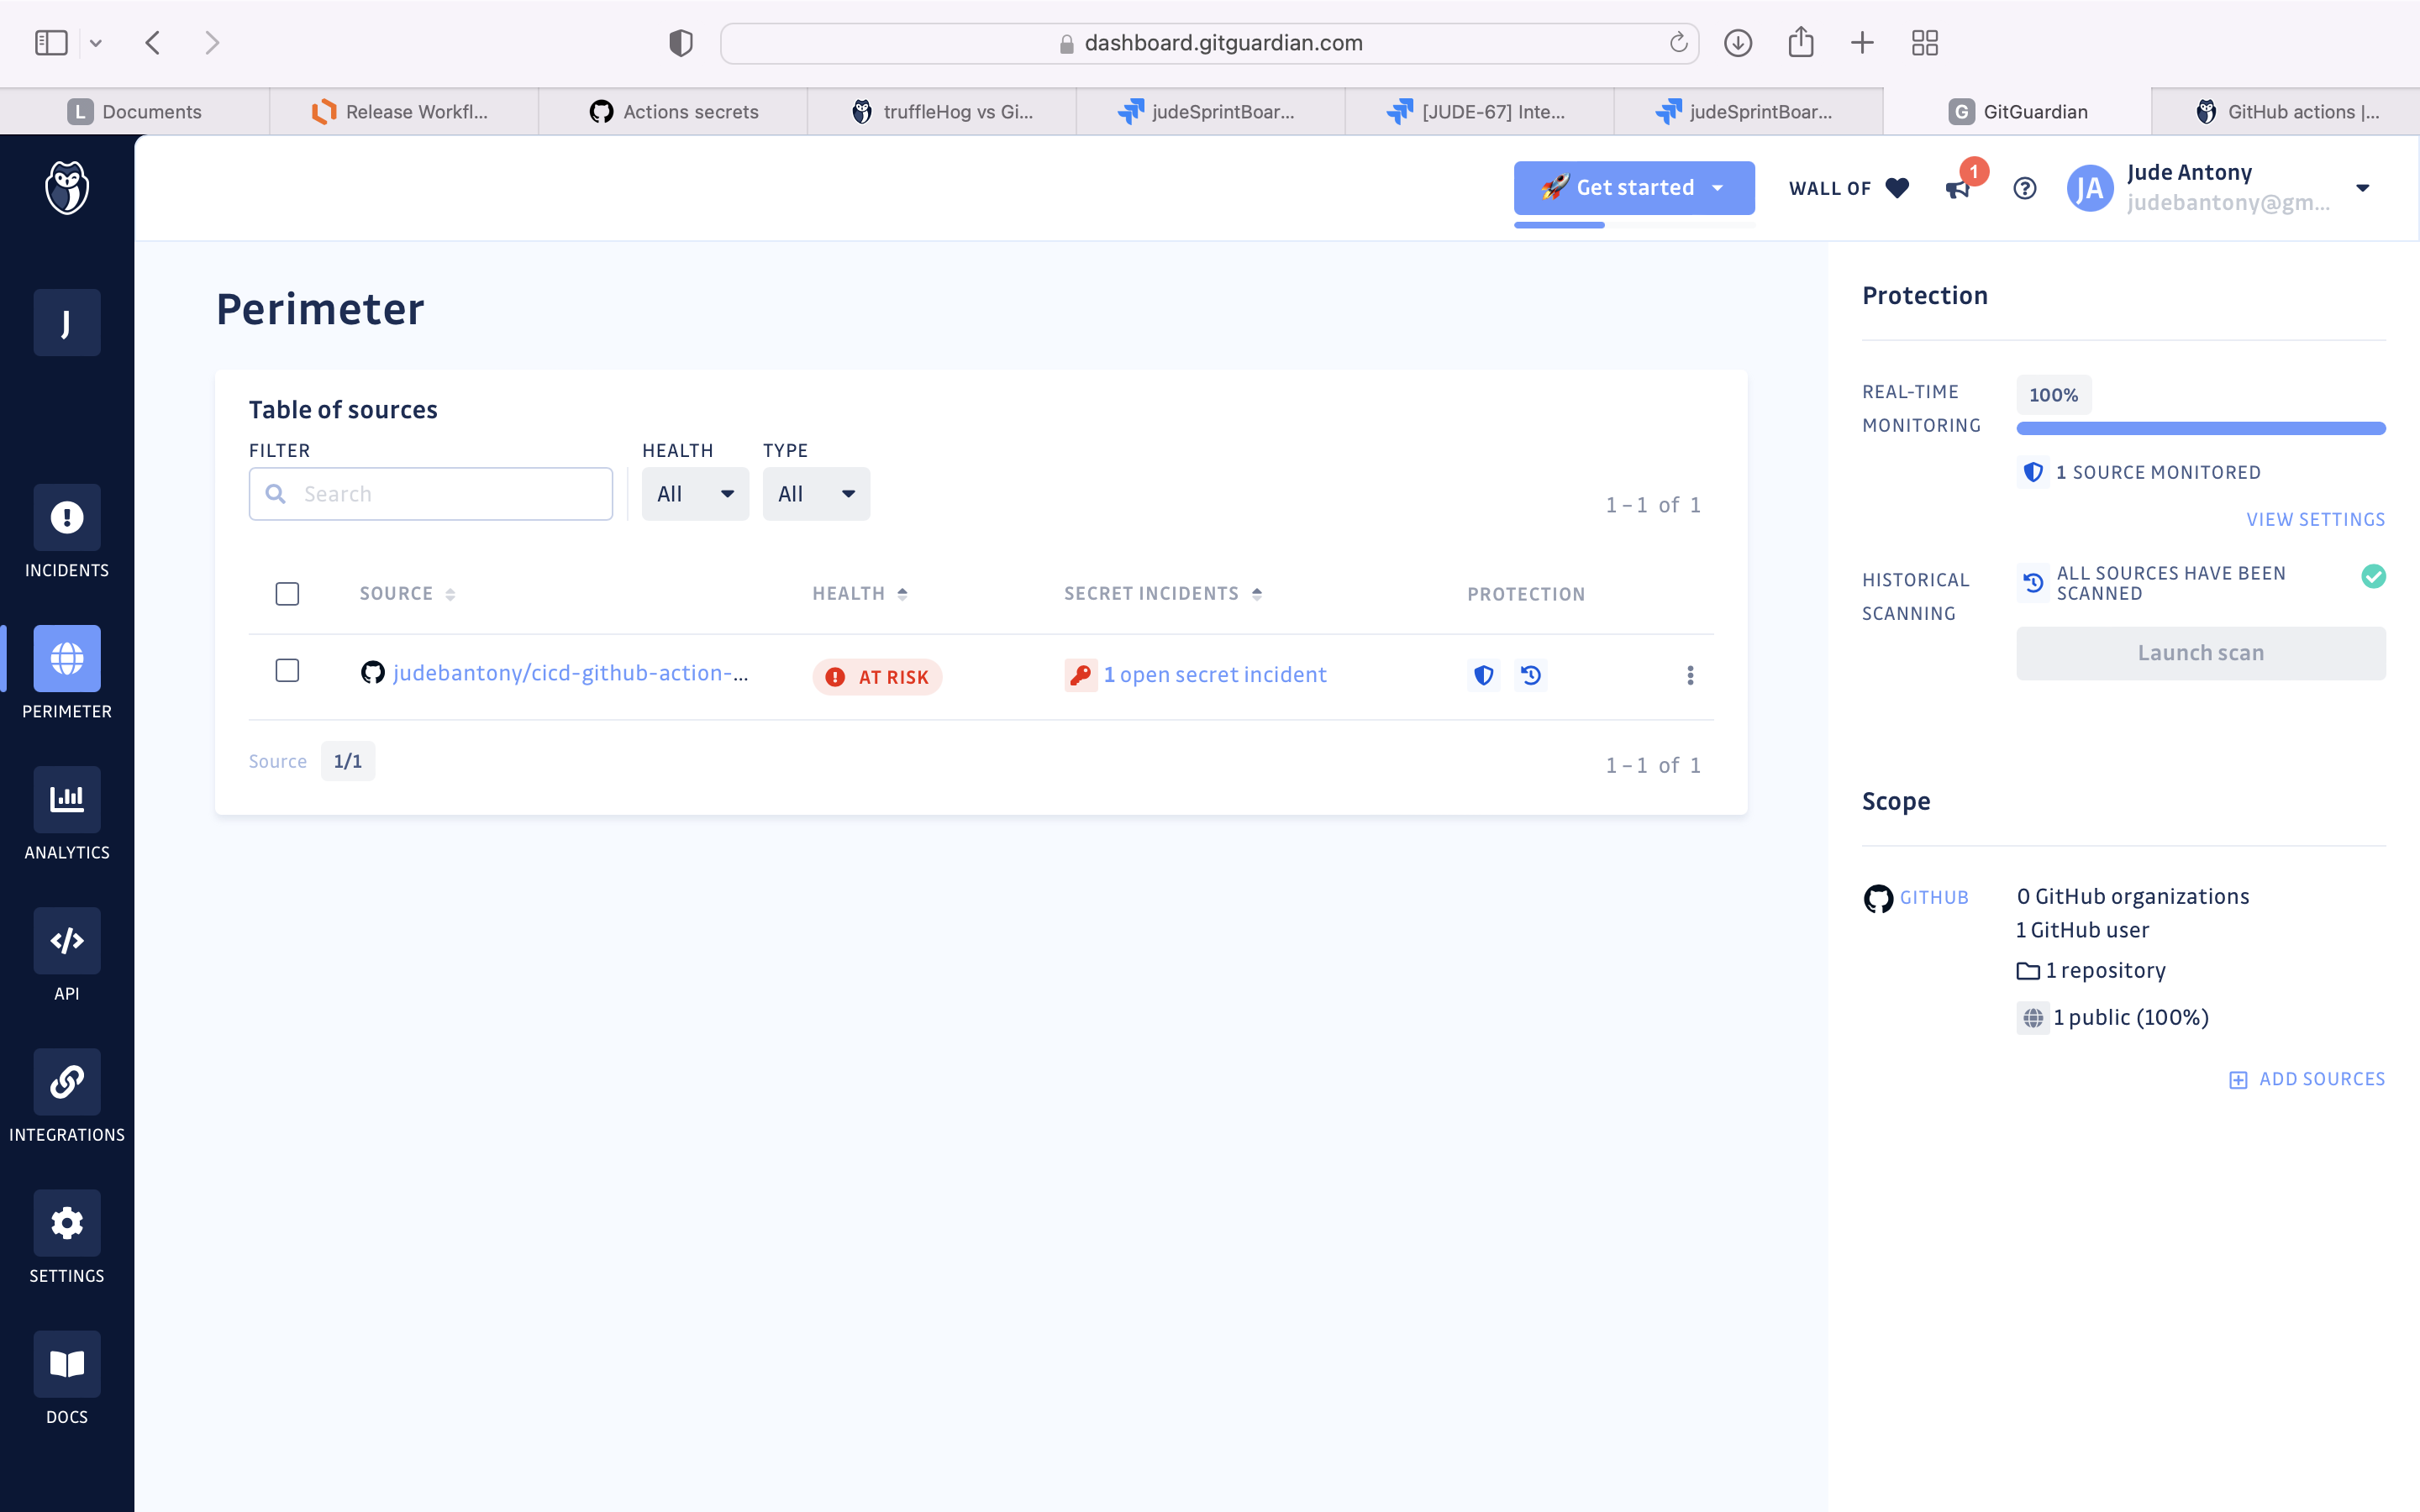 dashboard.gitguardian.com
L Documents
Release Workfl...
Actions secrets
truffleHog vs Gi...
judeSprintBoar...
[JUDE-67] Inte...
judeSprintBoar...
G GitGuardian
GitHub actions |...
🚀 Get started
WALL OF
1
JA
Jude Antony
judebantony@gm...
J
INCIDENTS
PERIMETER
ANALYTICS
API
INTEGRATIONS
SETTINGS
DOCS
Perimeter
Table of sources
FILTER
HEALTH
TYPE
Search
All
All
1 – 1 of 1
SOURCE
HEALTH
SECRET INCIDENTS
PROTECTION
judebantony/cicd-github-action-...
AT RISK
1 open secret incident
Source 1/1
1 – 1 of 1
Protection
REAL-TIME
MONITORING
100%
1 SOURCE MONITORED
VIEW SETTINGS
HISTORICAL
SCANNING
ALL SOURCES HAVE BEEN
SCANNED
Launch scan
Scope
GITHUB
0 GitHub organizations
1 GitHub user
1 repository
1 public (100%)
ADD SOURCES